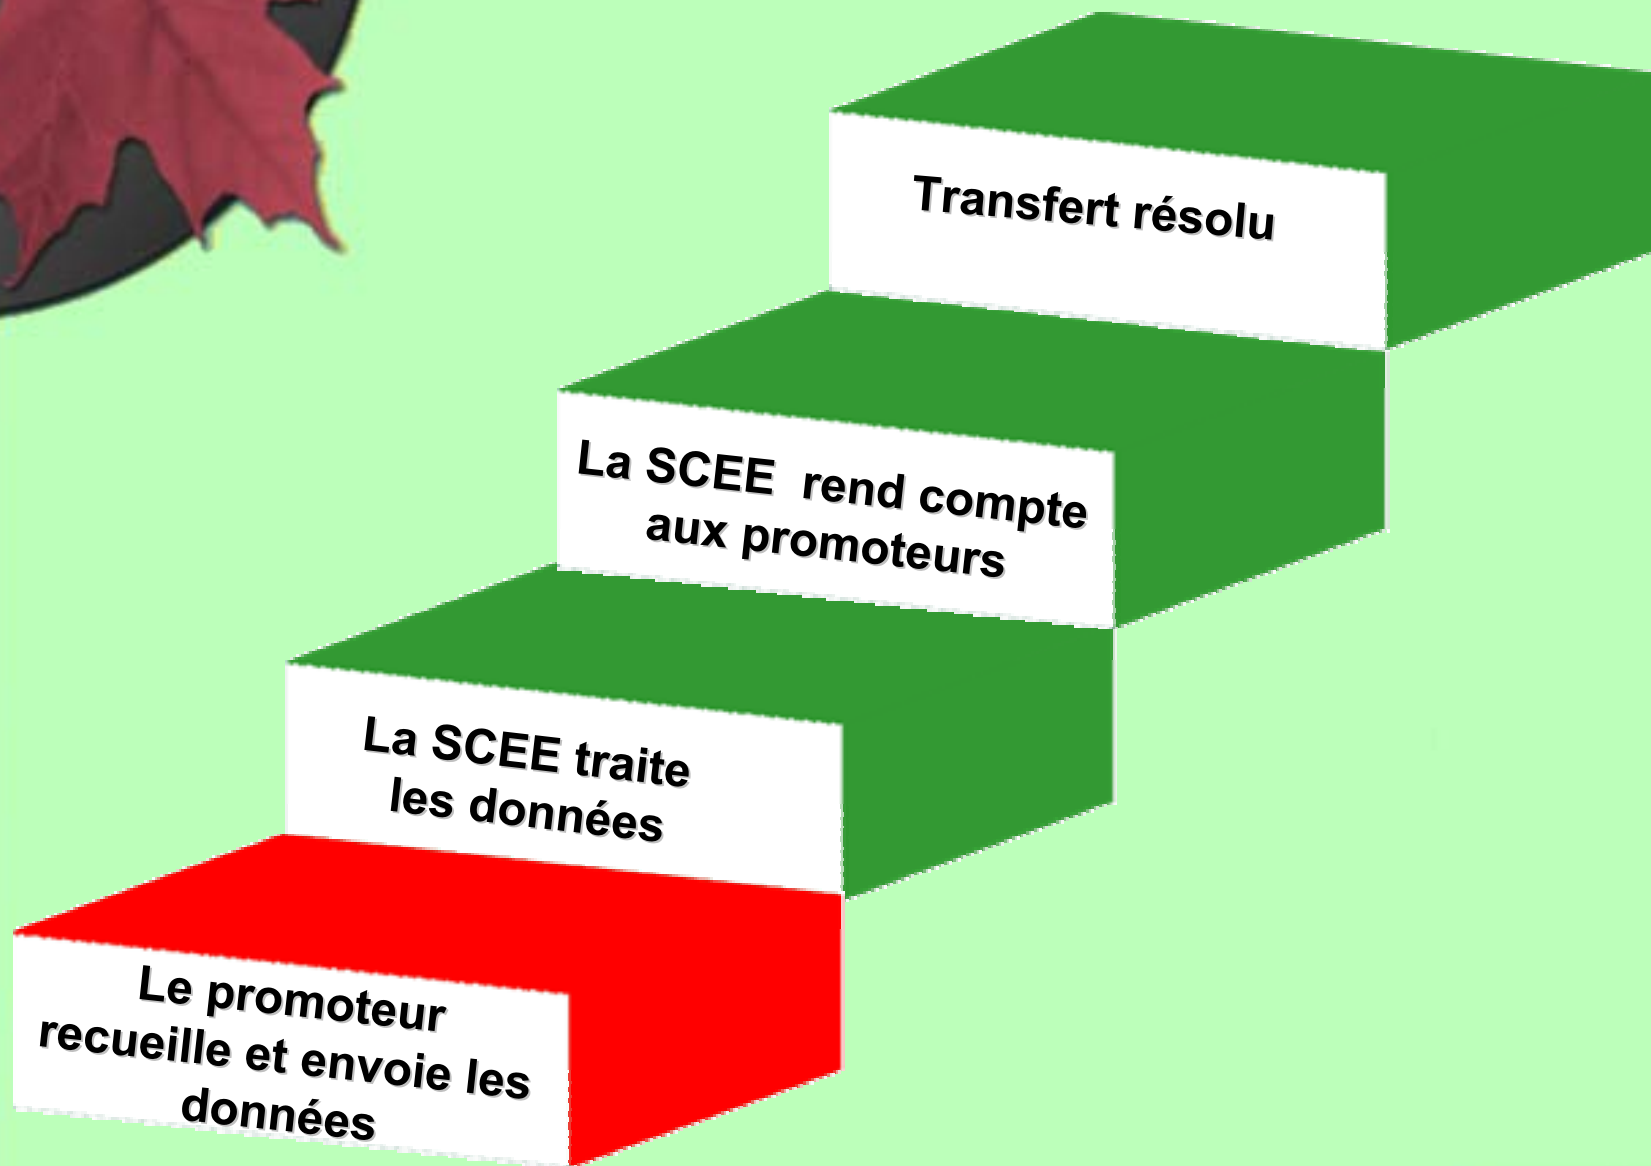 Transfert résolu
La SCEE  rend compte
aux promoteurs
La SCEE traite
les données
Le promoteur
recueille et envoie les
données